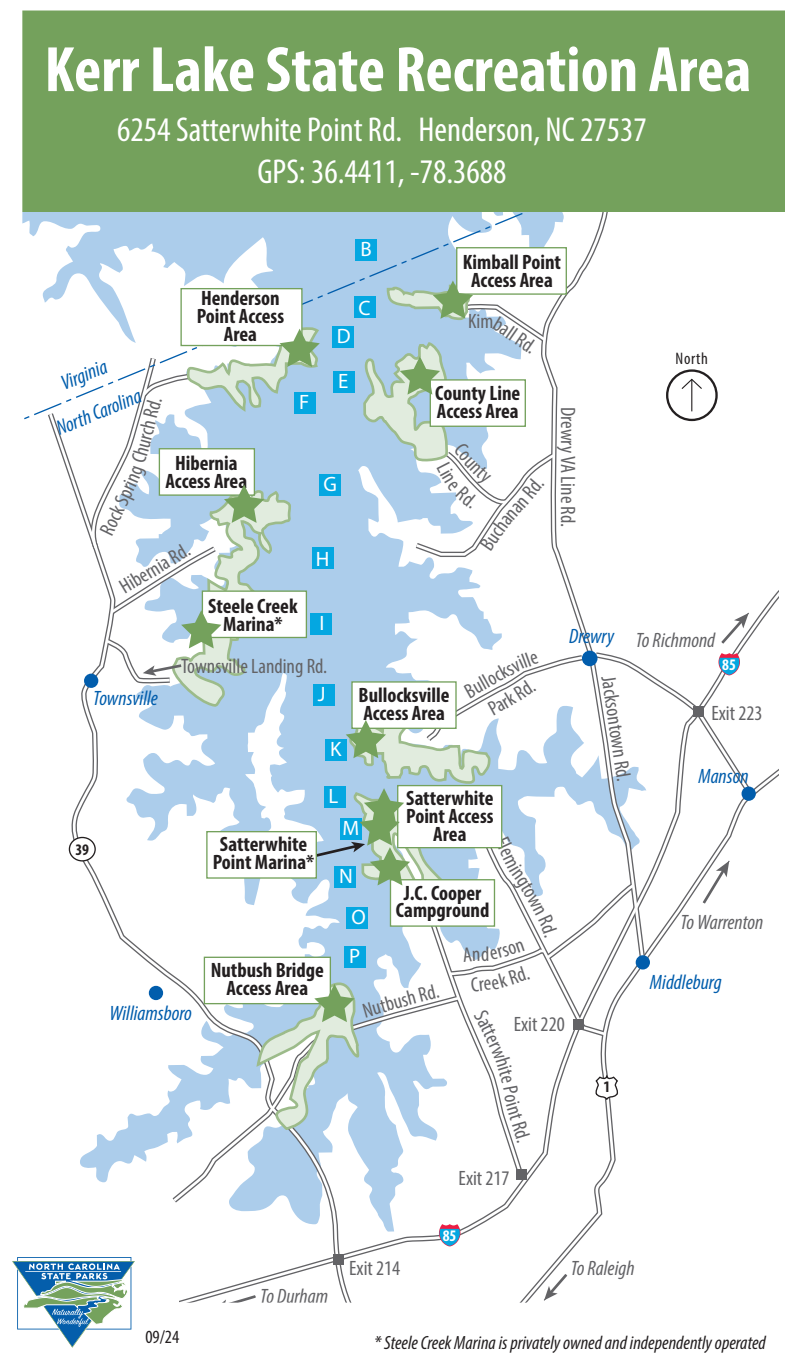 Kerr Lake State Recreation Area
6254 Satterwhite Point Rd. Henderson, NC 27537
GPS: 36.4411, -78.3688
B
Kimball Point
Access Area
Henderson
Point Access
Area
C
Kimball Rd.
D
Virginia
North Carolina
E
F
County Line
Access Area
North
Rock Spring Church Rd.
Hibernia
Access Area
County
Line Rd.
Drewry VA Line Rd.
Buchanan Rd.
G
Hibernia Rd.
H
Steele Creek
Marina*
I
Drewry
To Richmond
85
Townsville Landing Rd.
Townsville
Bullocksville
Park Rd.
Jacksontown Rd.
J
Bullocksville
Access Area
Exit 223
K
Manson
L
Satterwhite
Point Access
Area
M
Satterwhite
Point Marina*
39
Flemingtown Rd.
N
J.C. Cooper
Campground
O
To Warrenton
P
Anderson
Creek Rd.
Nutbush Bridge
Access Area
Nutbush Rd.
Middleburg
Williamsboro
Exit 220
Satterwhite Point Rd.
1
Exit 217
85
Exit 214
To Raleigh
To Durham
NORTH CAROLINA
STATE PARKS
Naturally
Wonderful
09/24
* Steele Creek Marina is privately owned and independently operated